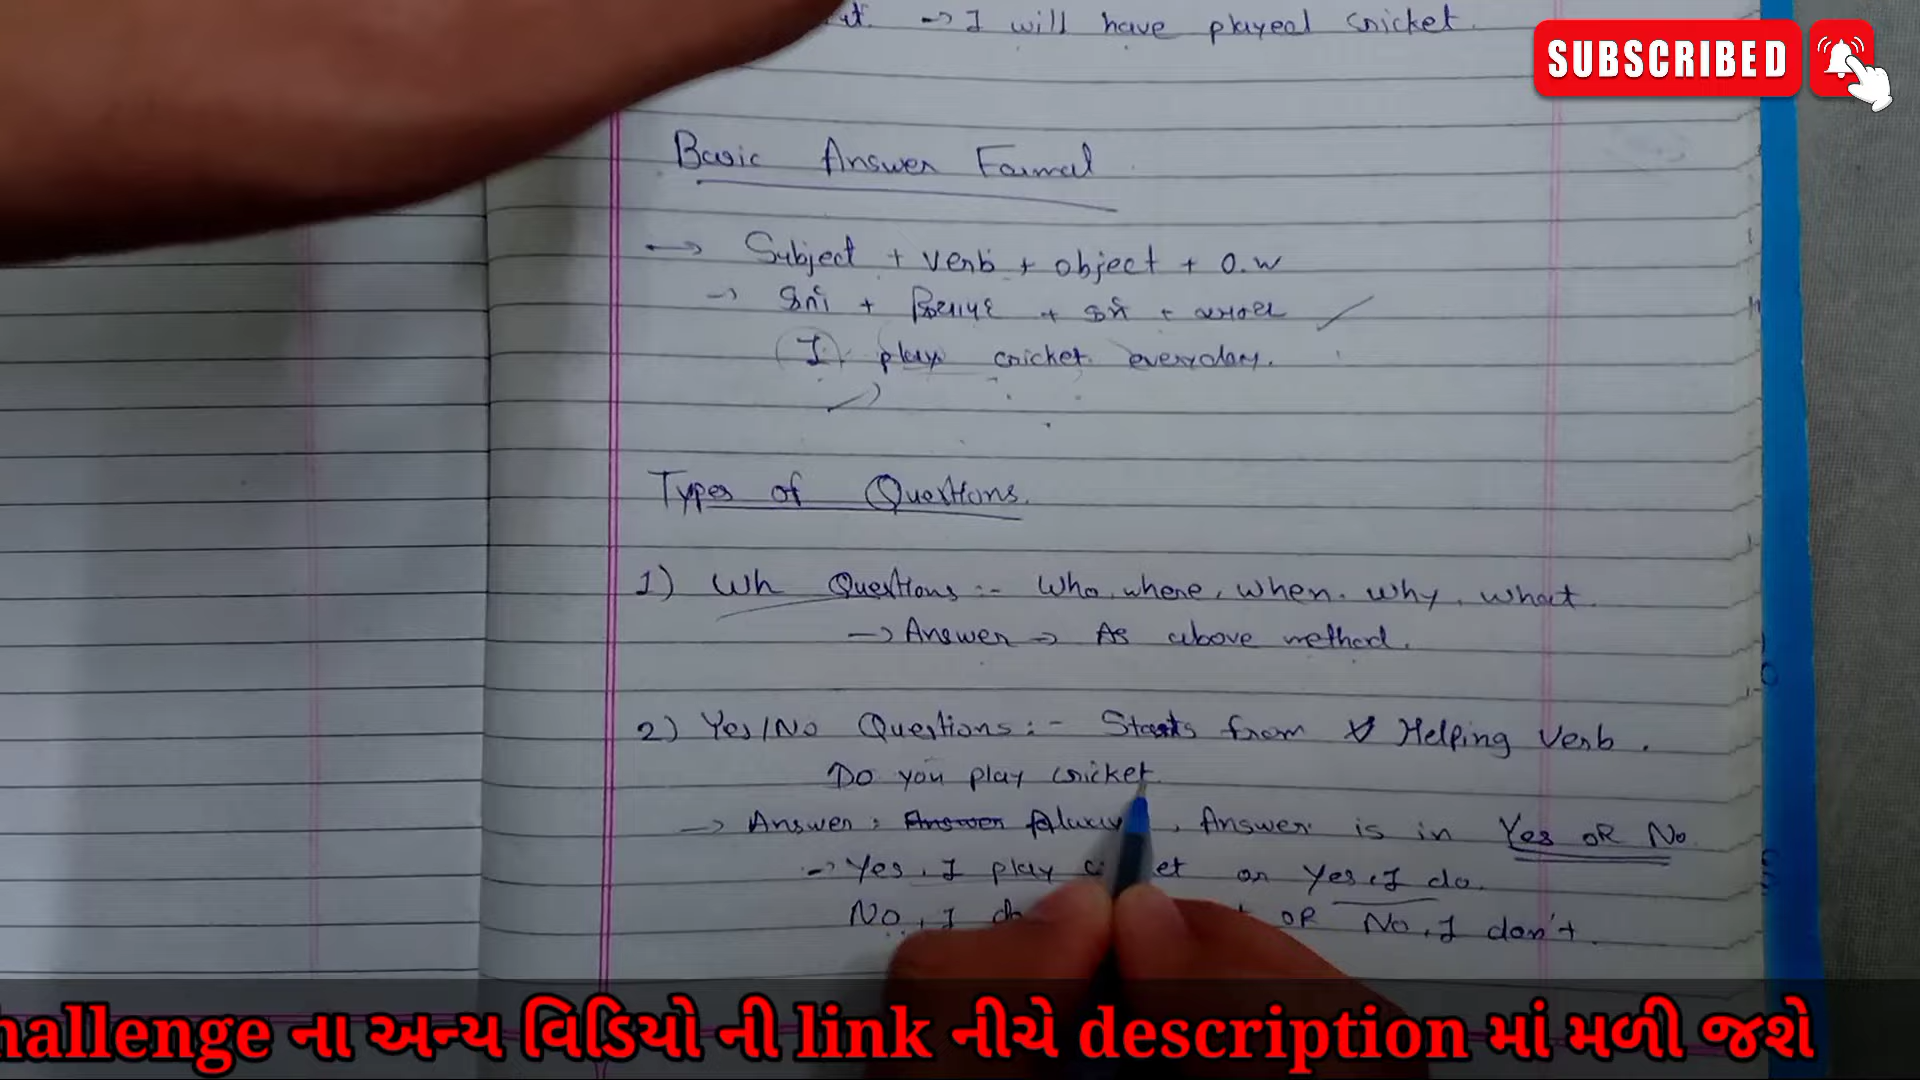 → I will have played cricket.
SUBSCRIBED
Basic Answer Format
→ Subject + verb + object + O.W
→ કર્તા + ક્રિયાપદ + કર્મ +
I play cricket everyday.
Types of Questions.
1) Wh Questions :- Who, where, when, why, what.
→ Answer → As above method.
2) Yes/No Questions :- Starts from Helping verb.
Do you play cricket.
→ Answer : Answer , Answer is in Yes OR No
→ Yes, I play or Yes, I do.
No, I OR No, I don't.
hallenge ના અન્ય વિડિયો ની link નીચે description માં મળી જશે